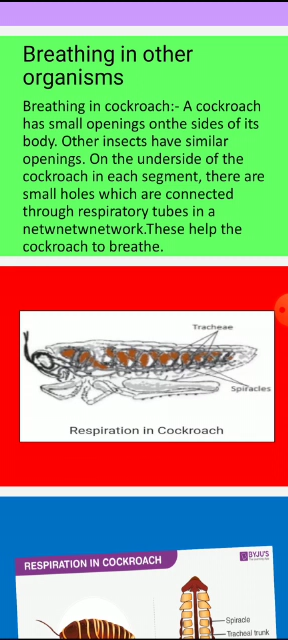 Breathing in other
organisms
Breathing in cockroach:- A cockroach
has small openings onthe sides of its
body. Other insects have similar
openings. On the underside of the
cockroach in each segment, there are
small holes which are connected
through respiratory tubes in a
netwnetwnetwork.These help the
cockroach to breathe.
Tracheae
Spiracles
Respiration in Cockroach
RESPIRATION IN COCKROACH
BYJU'S
Spiracle
Tracheal trunk